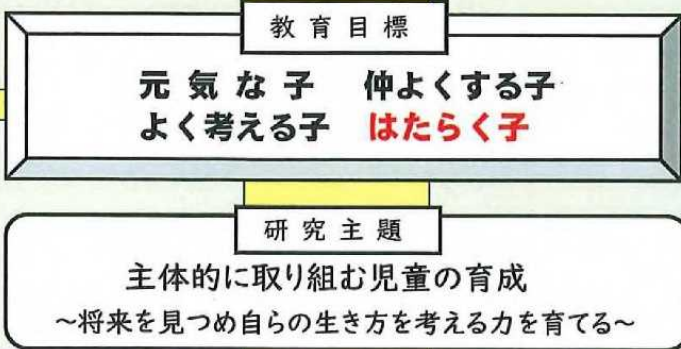 教育目標
元気な子　仲よくする子
よく考える子　はたらく子
研究主題
主体的に取り組む児童の育成
～将来を見つめ自らの生き方を考える力を育てる～